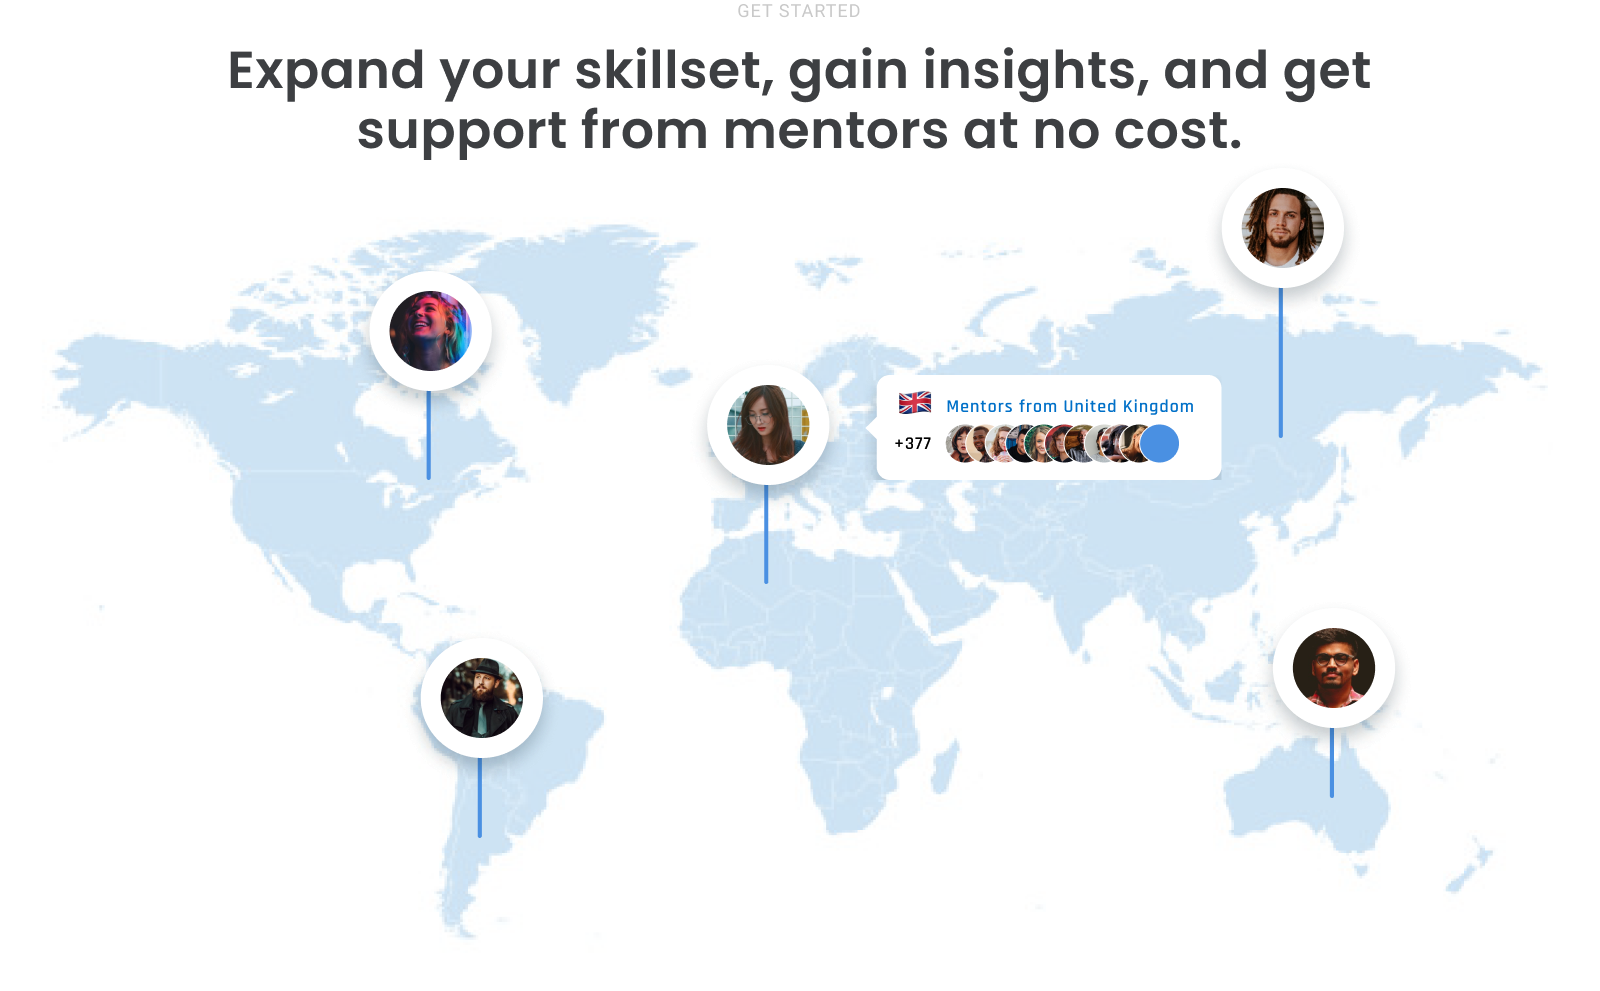 GET STARTED
Expand your skillset, gain insights, and get
support from mentors at no cost.
Mentors from United Kingdom
+377